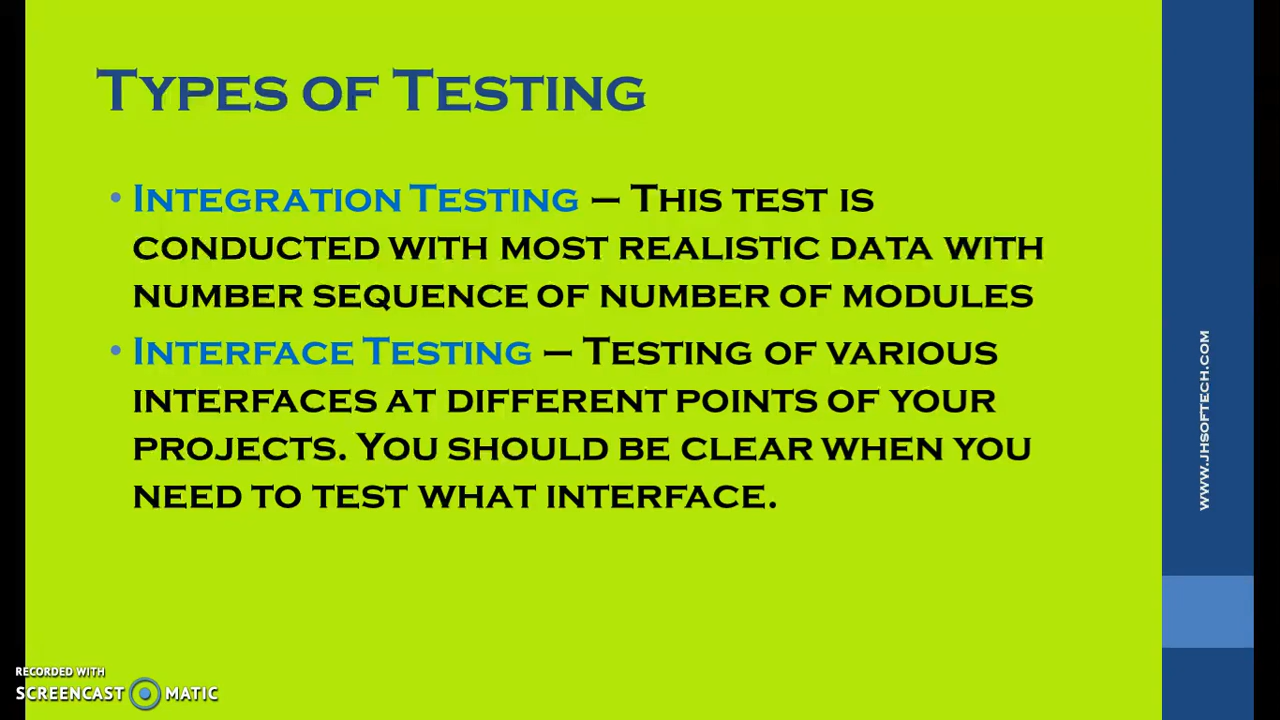 Types of Testing
• Integration Testing – This test is
conducted with most realistic data with
number sequence of number of modules
• Interface Testing – Testing of various
interfaces at different points of your
projects. You should be clear when you
need to test what interface.
www.jhsoftech.com
RECORDED WITH
SCREENCAST MATIC